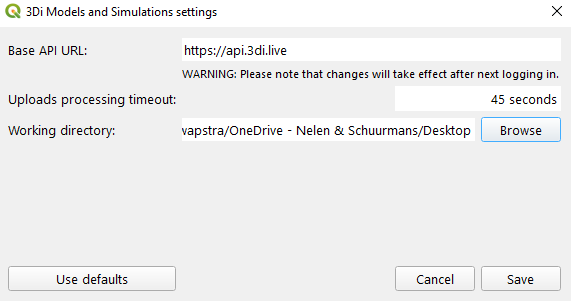 3Di Models and Simulations settings
Base API URL: https://api.3di.live
WARNING: Please note that changes will take effect after next logging in.
Uploads processing timeout: 45 seconds
Working directory: wapstra/OneDrive - Nelen & Schuurmans/Desktop Browse
Use defaults Cancel Save